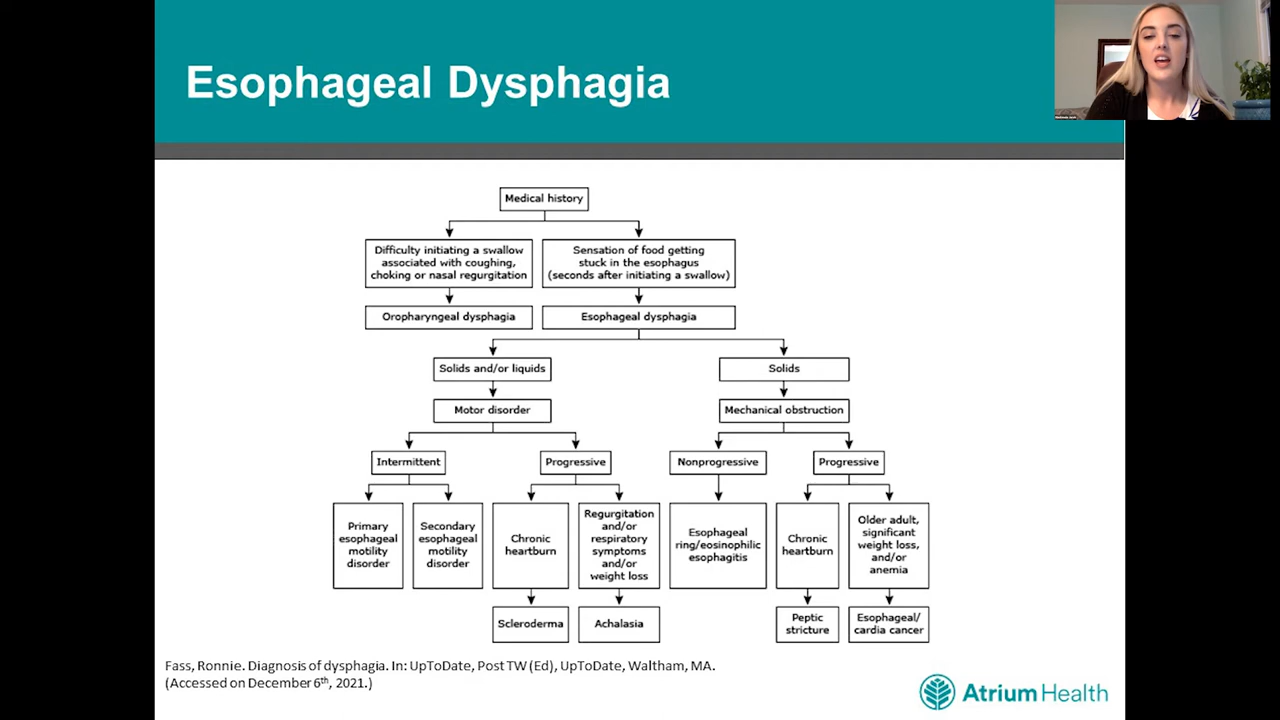 Esophageal Dysphagia
Medical history
Difficulty initiating a swallow
associated with coughing,
choking or nasal regurgitation
Sensation of food getting
stuck in the esophagus
(seconds after initiating a swallow)
Oropharyngeal dysphagia
Esophageal dysphagia
Solids and/or liquids
Solids
Motor disorder
Mechanical obstruction
Intermittent
Progressive
Nonprogressive
Progressive
Primary
esophageal
motility
disorder
Secondary
esophageal
motility
disorder
Chronic
heartburn
Regurgitation
and/or
respiratory
symptoms
and/or
weight loss
Esophageal
ring/eosinophilic
esophagitis
Chronic
heartburn
Older adult,
significant
weight loss,
and/or
anemia
Scleroderma
Achalasia
Peptic
stricture
Esophageal/
cardia cancer
Fass, Ronnie. Diagnosis of dysphagia. In: UpToDate, Post TW (Ed), UpToDate, Waltham, MA.
(Accessed on December 6th, 2021.)
Atrium Health